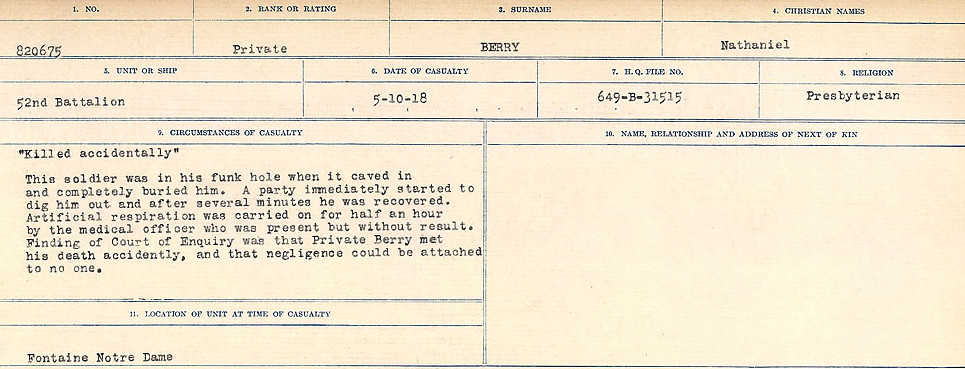 1. NO.
2. RANK OR RATING
3. SURNAME
4. CHRISTIAN NAMES
820675
Private
BERRY
Nathaniel
5. UNIT OR SHIP
6. DATE OF CASUALTY
7. H. Q. FILE NO.
8. RELIGION
52nd Battalion
5-10-18
649-B-31515
Presbyterian
9. CIRCUMSTANCES OF CASUALTY
"Killed accidentally"
This soldier was in his funk hole when it caved in
and completely buried him. A party immediately started to
dig him out and after several minutes he was recovered.
Artificial respiration was carried on for half an hour
by the medical officer who was present but without result.
Finding of Court of Enquiry was that Private Berry met
his death accidently, and that negligence could be attached
to no one.
10. NAME, RELATIONSHIP AND ADDRESS OF NEXT OF KIN
11. LOCATION OF UNIT AT TIME OF CASUALTY
Fontaine Notre Dame